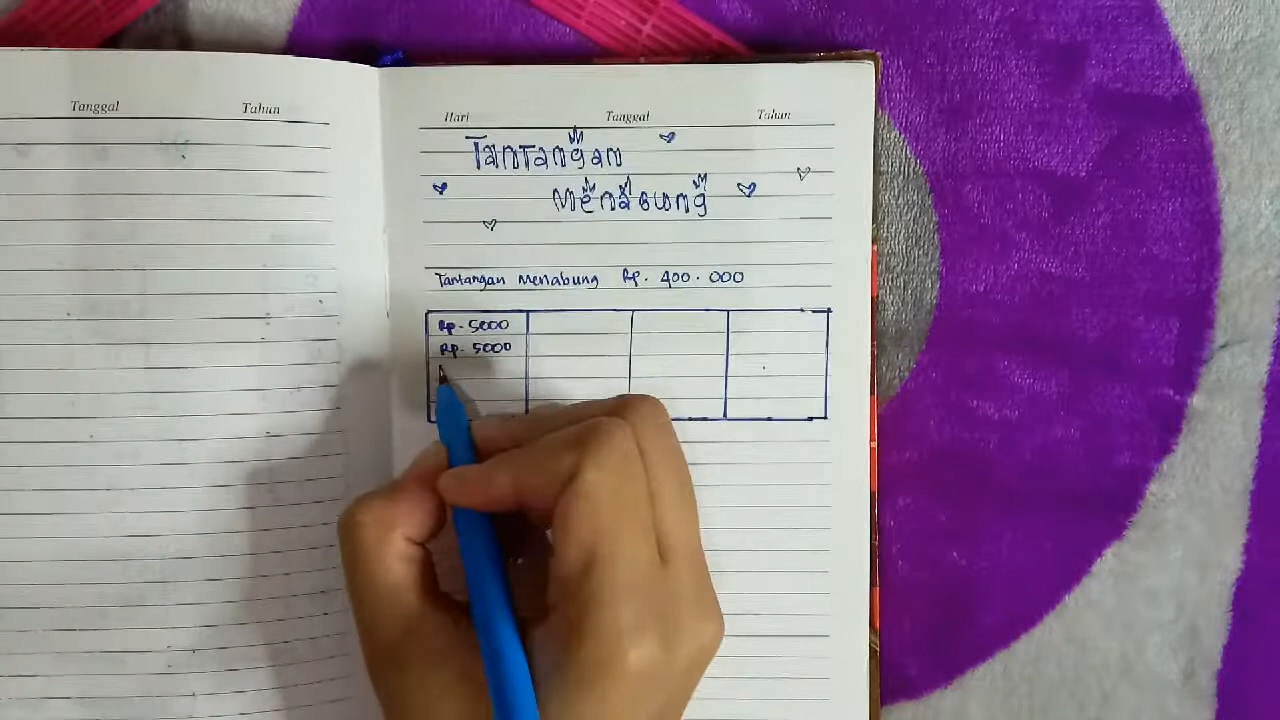 Tanggal Tahun
Hari Tanggal Tahun
Tantangan
Menabung
Tantangan Menabung Rp. 400.000
Rp. 5000
Rp. 5000